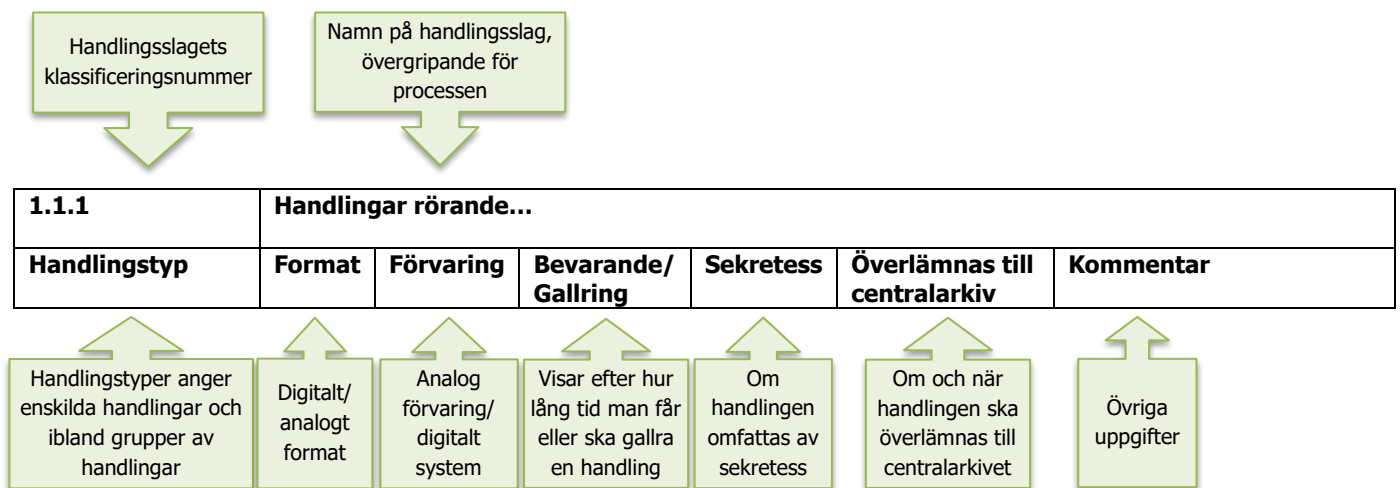 Handlingsslagets
klassificeringsnummer
Namn på handlingsslag,
övergripande för
processen
1.1.1
Handlingar rörande…
Handlingstyp
Format
Förvaring
Bevarande/
Gallring
Sekretess
Överlämnas till
centralarkiv
Kommentar
Handlingstyper anger
enskilda handlingar och
ibland grupper av
handlingar
Digitalt/
analogt
format
Analog
förvaring/
digitalt
system
Visar efter hur
lång tid man får
eller ska gallra
en handling
Om
handlingen
omfattas av
sekretess
Om och när
handlingen ska
överlämnas till
centralarkivet
Övriga
uppgifter